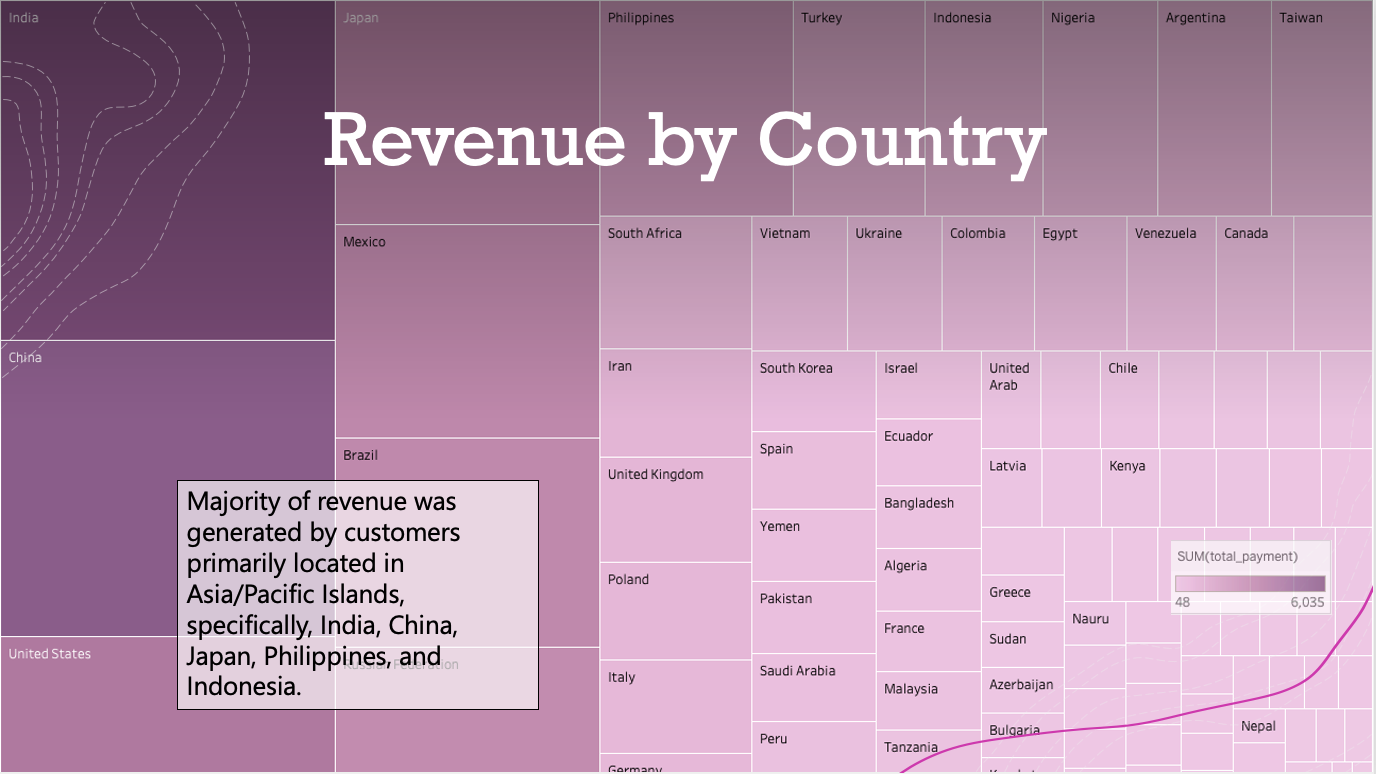 India
Japan
Philippines
Turkey
Indonesia
Nigeria
Argentina
Taiwan
Revenue by Country
Mexico
South Africa
Vietnam
Ukraine
Colombia
Egypt
Venezuela
Canada
China
Brazil
Iran
South Korea
Israel
United
Arab
Chile
Ecuador
Spain
United Kingdom
Latvia
Kenya
Bangladesh
Yemen
Algeria
Poland
Greece
Pakistan
France
Nauru
Sudan
United States
Russian Federation
Majority of revenue was
generated by customers
primarily located in
Asia/Pacific Islands,
specifically, India, China,
Japan, Philippines, and
Indonesia.
SUM(total_payment)
48
6,035
Italy
Saudi Arabia
Malaysia
Azerbaijan
Peru
Tanzania
Bulgaria
Nepal
Germany